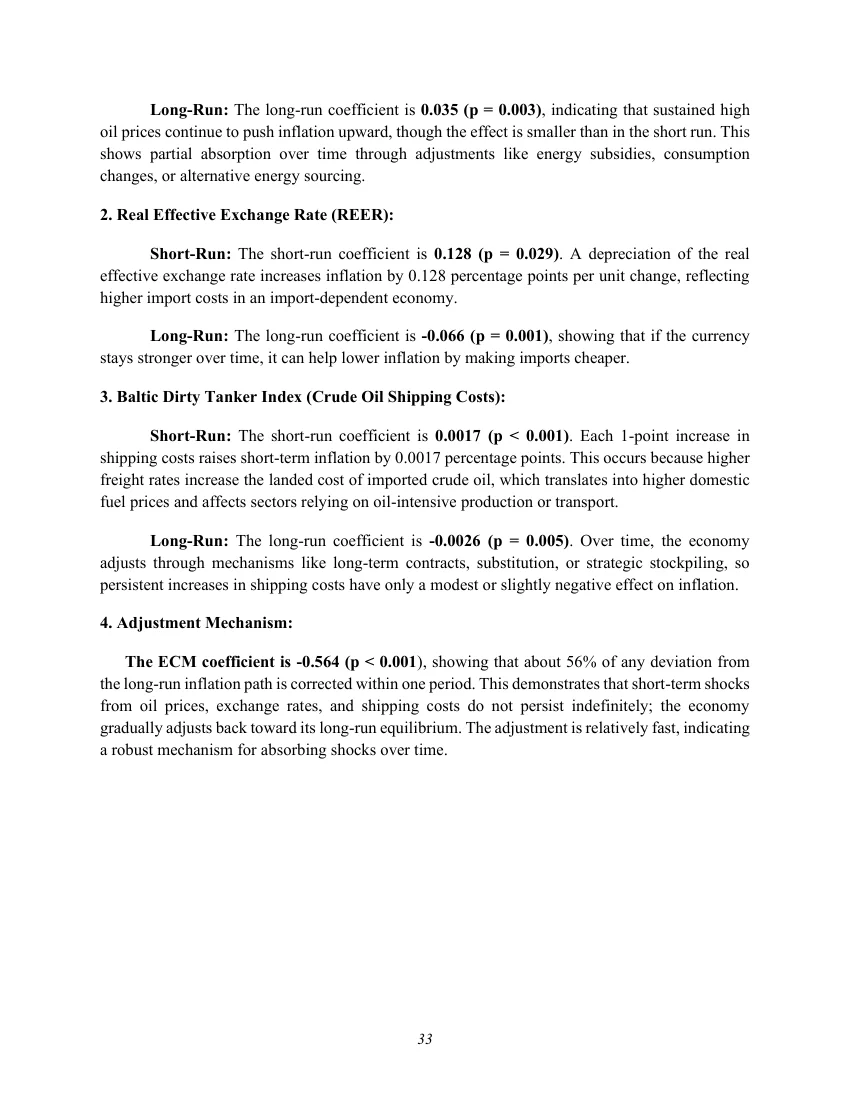 Long-Run: The long-run coefficient is 0.035 (p = 0.003), indicating that sustained high
oil prices continue to push inflation upward, though the effect is smaller than in the short run. This
shows partial absorption over time through adjustments like energy subsidies, consumption
changes, or alternative energy sourcing.
2. Real Effective Exchange Rate (REER):
Short-Run: The short-run coefficient is 0.128 (p = 0.029). A depreciation of the real
effective exchange rate increases inflation by 0.128 percentage points per unit change, reflecting
higher import costs in an import-dependent economy.
Long-Run: The long-run coefficient is -0.066 (p = 0.001), showing that if the currency
stays stronger over time, it can help lower inflation by making imports cheaper.
3. Baltic Dirty Tanker Index (Crude Oil Shipping Costs):
Short-Run: The short-run coefficient is 0.0017 (p < 0.001). Each 1-point increase in
shipping costs raises short-term inflation by 0.0017 percentage points. This occurs because higher
freight rates increase the landed cost of imported crude oil, which translates into higher domestic
fuel prices and affects sectors relying on oil-intensive production or transport.
Long-Run: The long-run coefficient is -0.0026 (p = 0.005). Over time, the economy
adjusts through mechanisms like long-term contracts, substitution, or strategic stockpiling, so
persistent increases in shipping costs have only a modest or slightly negative effect on inflation.
4. Adjustment Mechanism:
The ECM coefficient is -0.564 (p < 0.001), showing that about 56% of any deviation from
the long-run inflation path is corrected within one period. This demonstrates that short-term shocks
from oil prices, exchange rates, and shipping costs do not persist indefinitely; the economy
gradually adjusts back toward its long-run equilibrium. The adjustment is relatively fast, indicating
a robust mechanism for absorbing shocks over time.
33